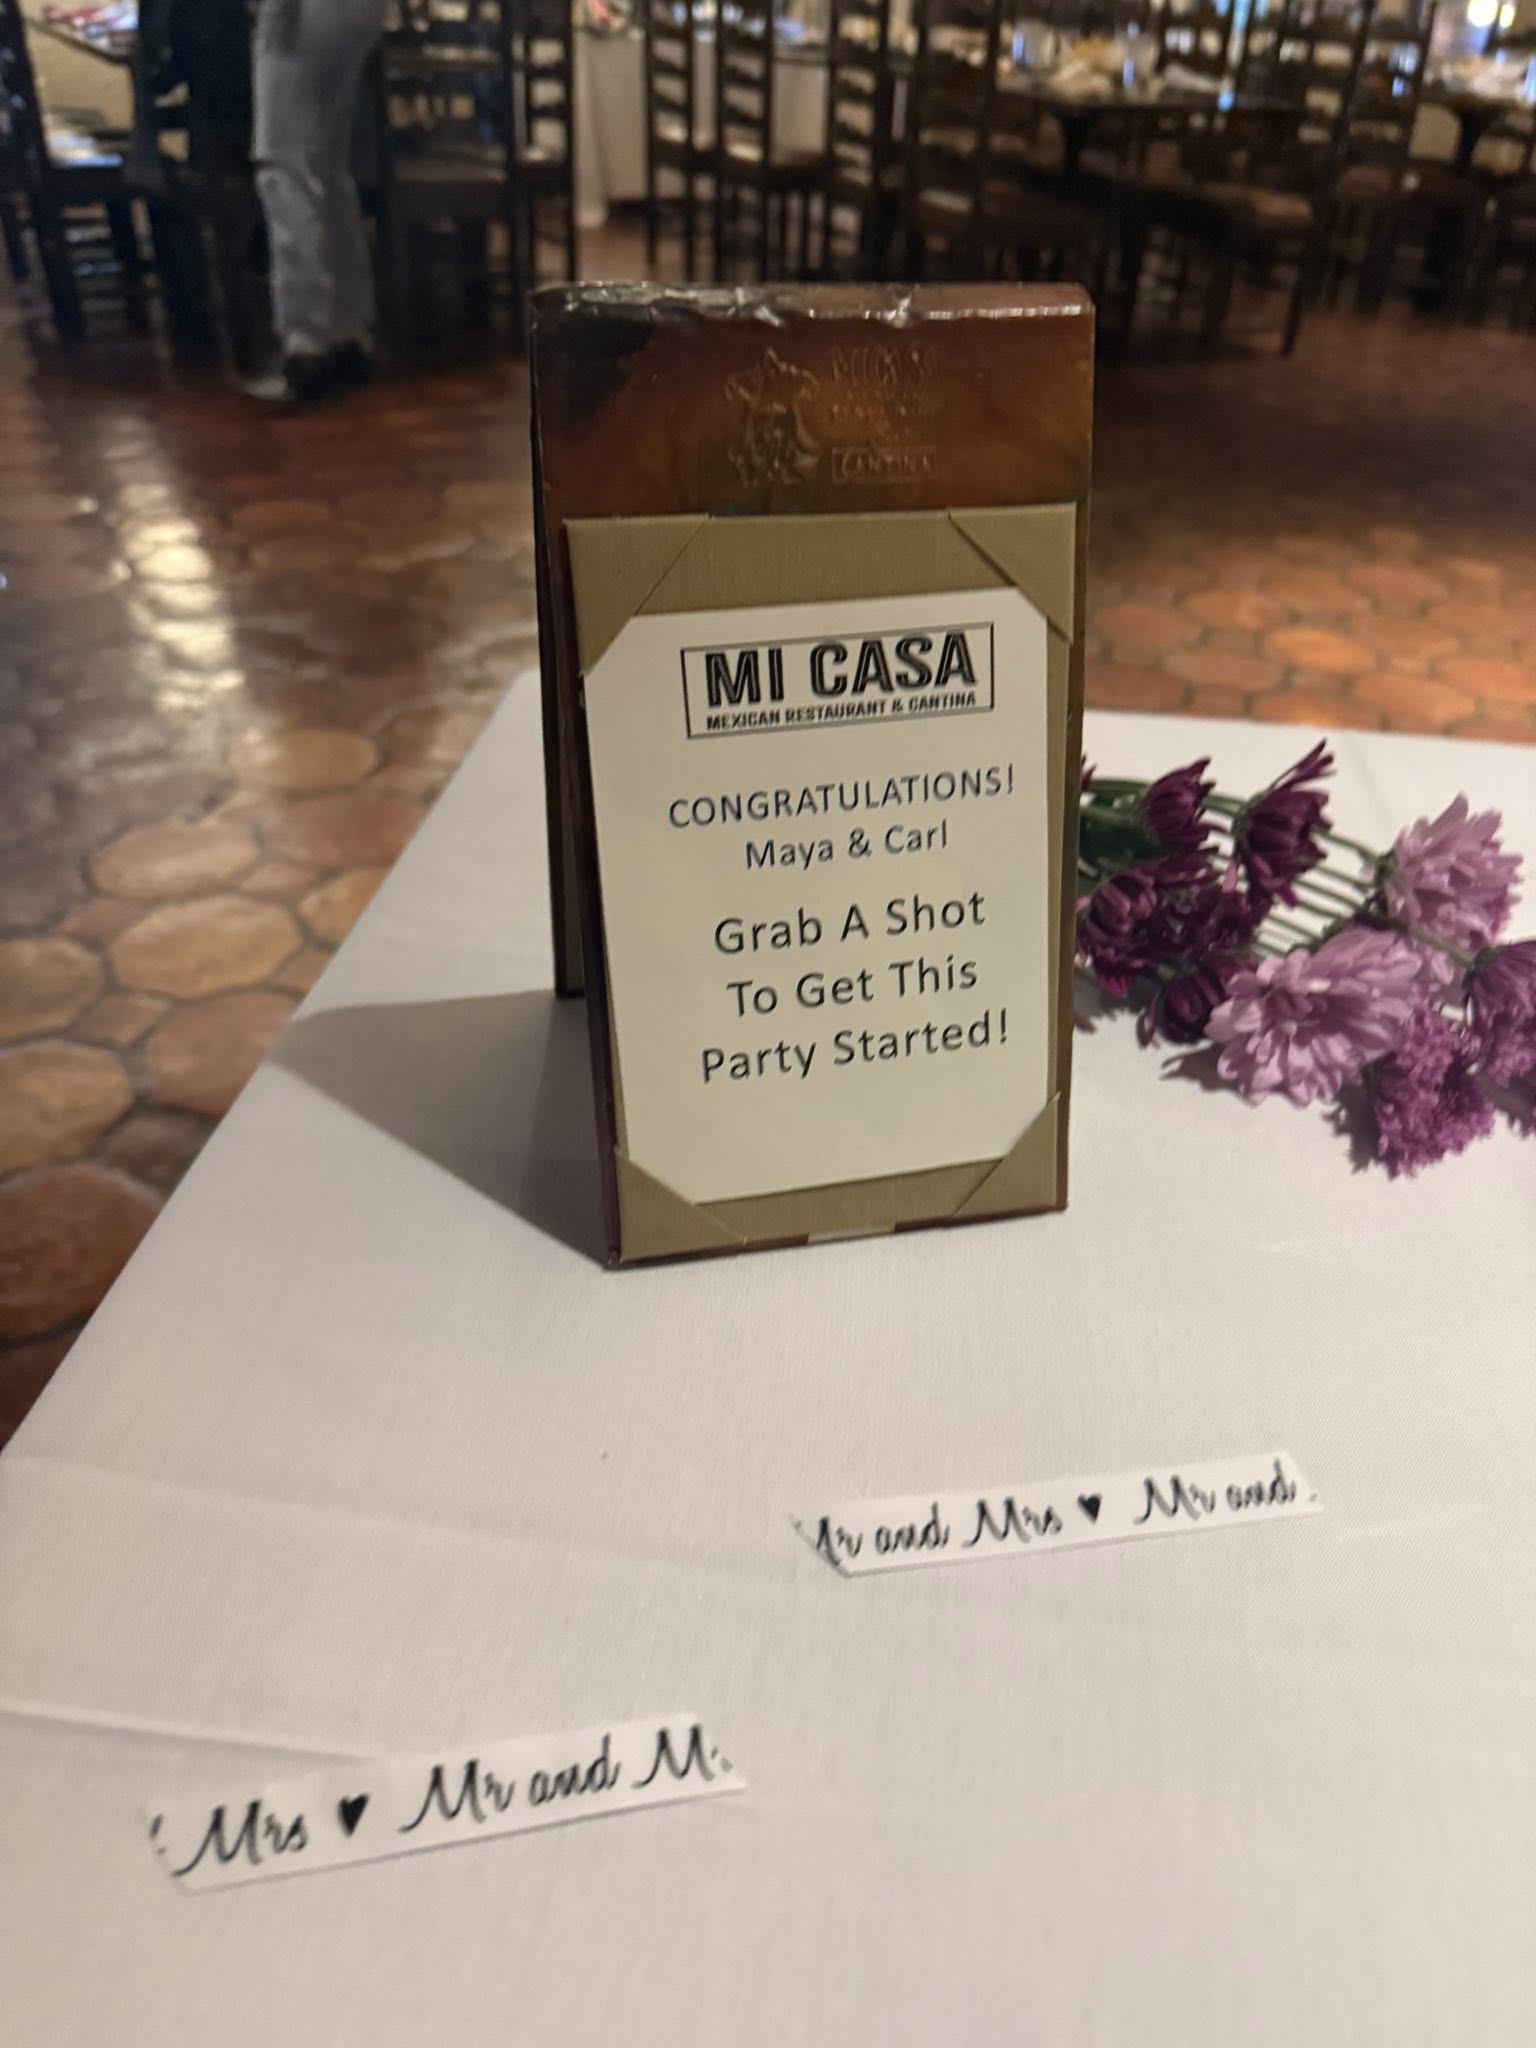 CANTINA
MI CASA
MEXICAN RESTAURANT & CANTINA
CONGRATULATIONS!
Maya & Carl
Grab A Shot
To Get This
Party Started!
Mr and Mrs ♥ Mr and
Mrs ♥ Mr and